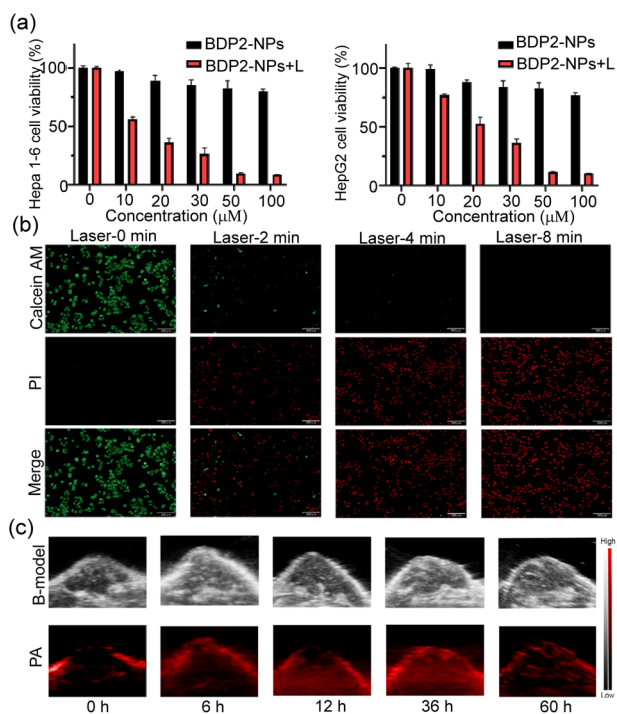 (a)
Hepa 1-6 cell viability (%)
100
50
0
BDP2-NPs
BDP2-NPs+L
0 10 20 30 50 100
Concentration (μM)
HepG2 cell viability (%)
100
50
0
BDP2-NPs
BDP2-NPs+L
0 10 20 30 50 100
Concentration (μM)
(b)
Laser-0 min Laser-2 min Laser-4 min Laser-8 min
Calcein AM
PI
Merge
(c)
B-model
PA
High
Low
0 h 6 h 12 h 36 h 60 h